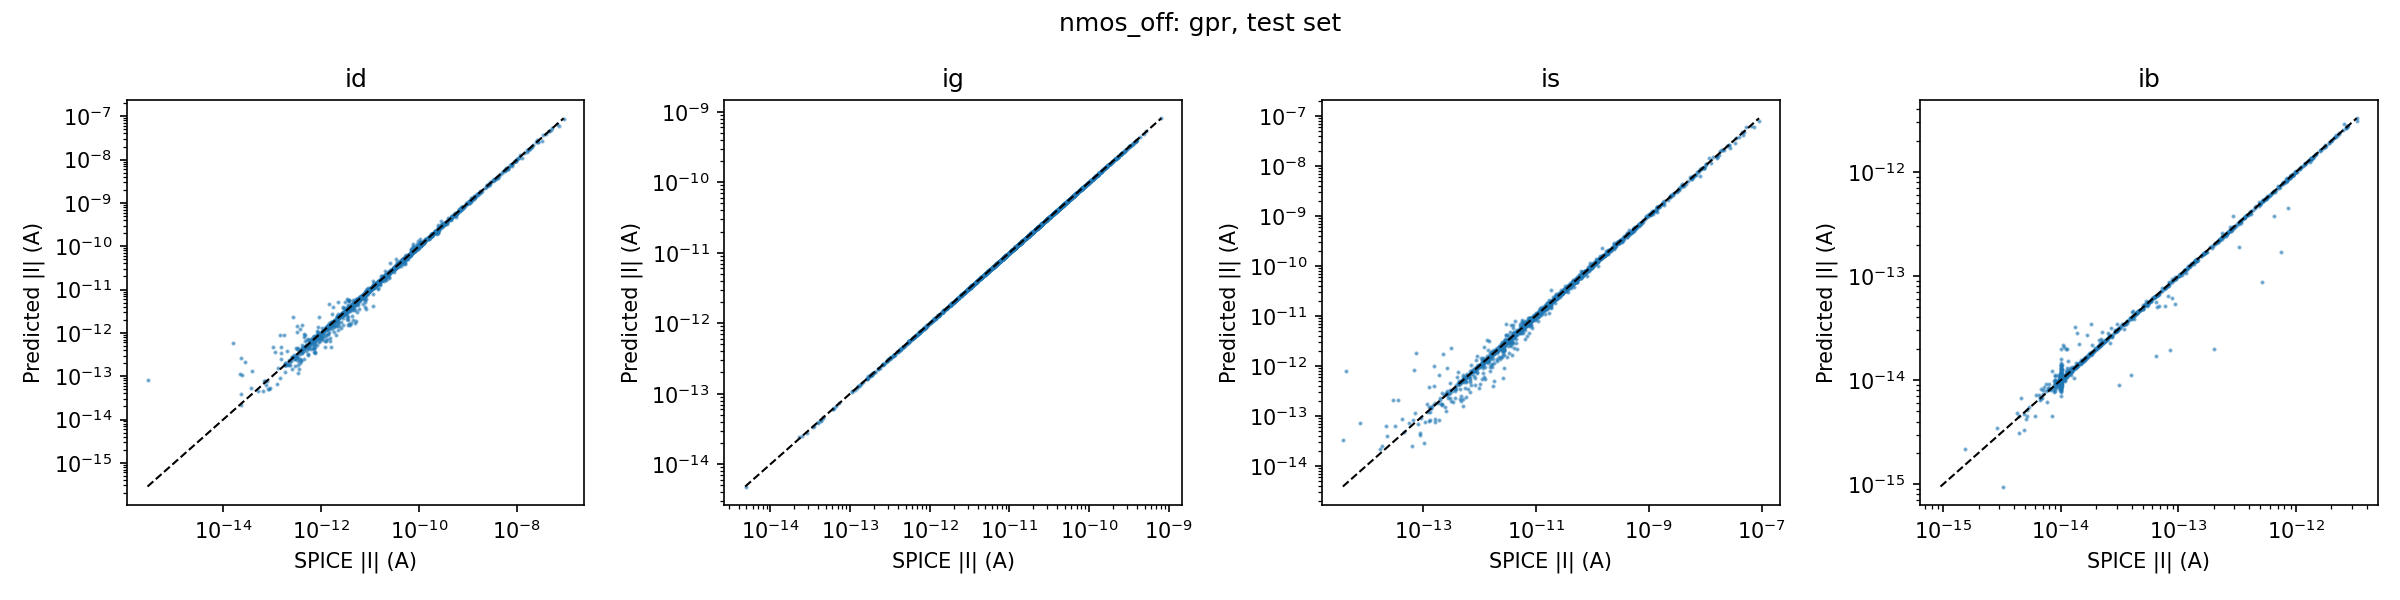 nmos_off: gpr, test set
id
10⁻⁷
10⁻⁸
10⁻⁹
10⁻¹⁰
10⁻¹¹
10⁻¹²
10⁻¹³
10⁻¹⁴
10⁻¹⁵
Predicted |I| (A)
10⁻¹⁴ 10⁻¹² 10⁻¹⁰ 10⁻⁸
SPICE |I| (A)
ig
10⁻⁹
10⁻¹⁰
10⁻¹¹
10⁻¹²
10⁻¹³
10⁻¹⁴
Predicted |I| (A)
10⁻¹⁴ 10⁻¹³ 10⁻¹² 10⁻¹¹ 10⁻¹⁰ 10⁻⁹
SPICE |I| (A)
is
10⁻⁷
10⁻⁸
10⁻⁹
10⁻¹⁰
10⁻¹¹
10⁻¹²
10⁻¹³
10⁻¹⁴
Predicted |I| (A)
10⁻¹³ 10⁻¹¹ 10⁻⁹ 10⁻⁷
SPICE |I| (A)
ib
10⁻¹²
10⁻¹³
10⁻¹⁴
10⁻¹⁵
Predicted |I| (A)
10⁻¹⁵ 10⁻¹⁴ 10⁻¹³ 10⁻¹²
SPICE |I| (A)